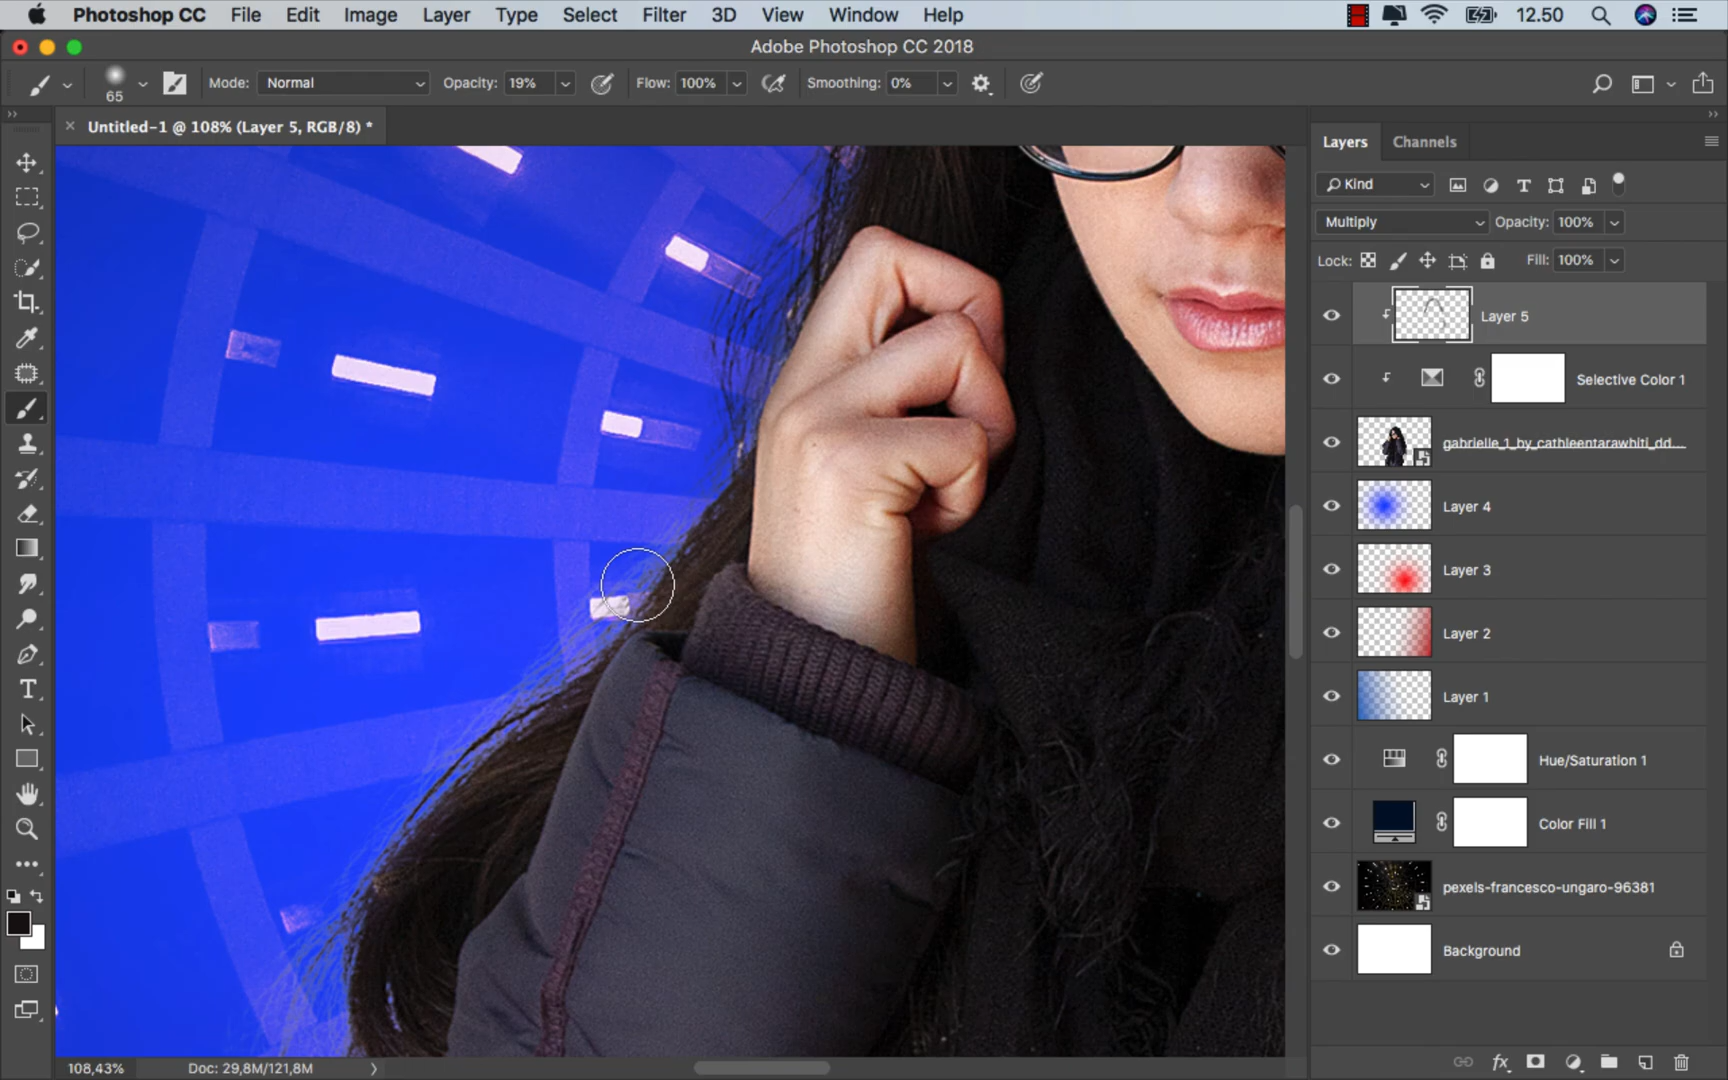 Photoshop CC File Edit Image Layer Type Select Filter 3D View Window Help 12.50
Adobe Photoshop CC 2018
65 Mode: Normal Opacity: 19% Flow: 100% Smoothing: 0%
Untitled-1 @ 108% (Layer 5, RGB/8) *
Layers Channels
Kind
Multiply Opacity: 100%
Lock: Fill: 100%
Layer 5
Selective Color 1
gabrielle_1_by_cathleentarawhiti_dd...
Layer 4
Layer 3
Layer 2
Layer 1
Hue/Saturation 1
Color Fill 1
pexels-francesco-ungaro-96381
Background
108,43% Doc: 29,8M/121,8M